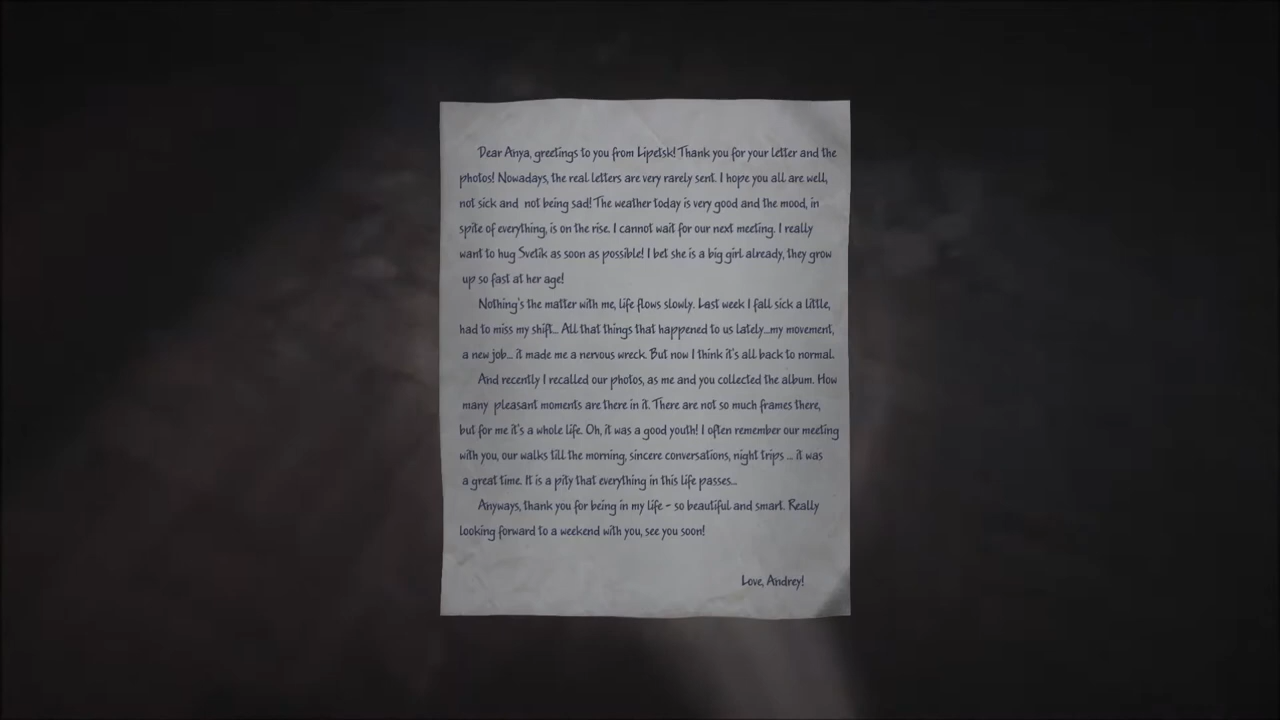 Dear Anya, greetings to you from Lipetsk! Thank you for your letter and the
photos! Nowadays, the real letters are very rarely sent. I hope you all are well,
not sick and not being sad! The weather today is very good and the mood, in
spite of everything, is on the rise. I cannot wait for our next meeting. I really
want to hug Svetik as soon as possible! I bet she is a big girl already, they grow
up so fast at her age!
Nothing's the matter with me, life flows slowly. Last week I fall sick a little,
had to miss my shift... All that things that happened to us lately...my movement,
a new job... it made me a nervous wreck. But now I think it's all back to normal.
And recently I recalled our photos, as me and you collected the album. How
many pleasant moments are there in it. There are not so much frames there,
but for me it's a whole life. Oh, it was a good youth! I often remember our meeting
with you, our walks till the morning, sincere conversations, night trips ... it was
a great time. It is a pity that everything in this life passes...
Anyways, thank you for being in my life - so beautiful and smart. Really
looking forward to a weekend with you, see you soon!
Love, Andrey!